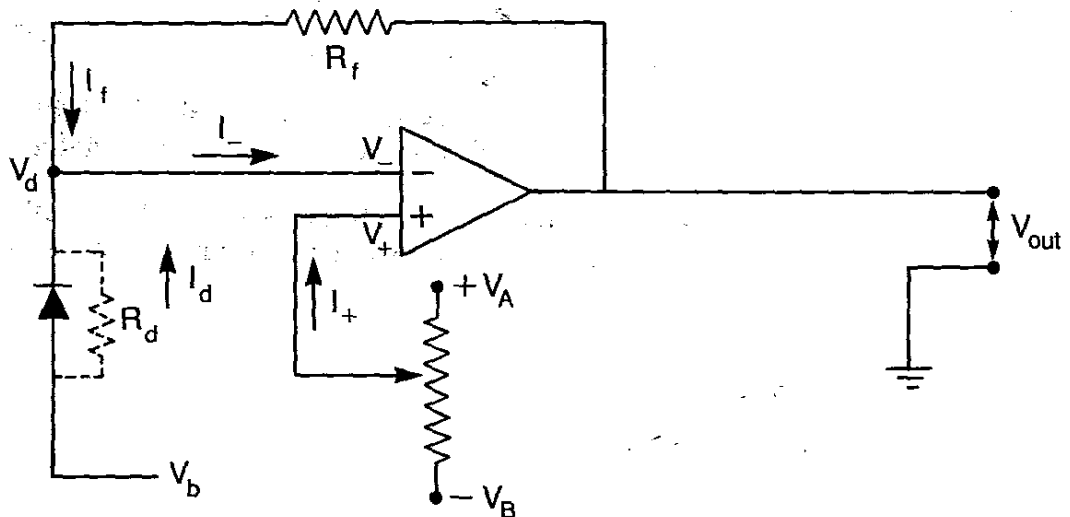 R_f
I_f
I_-
V_d
V_-
−
+
V_+
V_out
I_d
+ V_A
R_d
I_+
V_b
− V_B